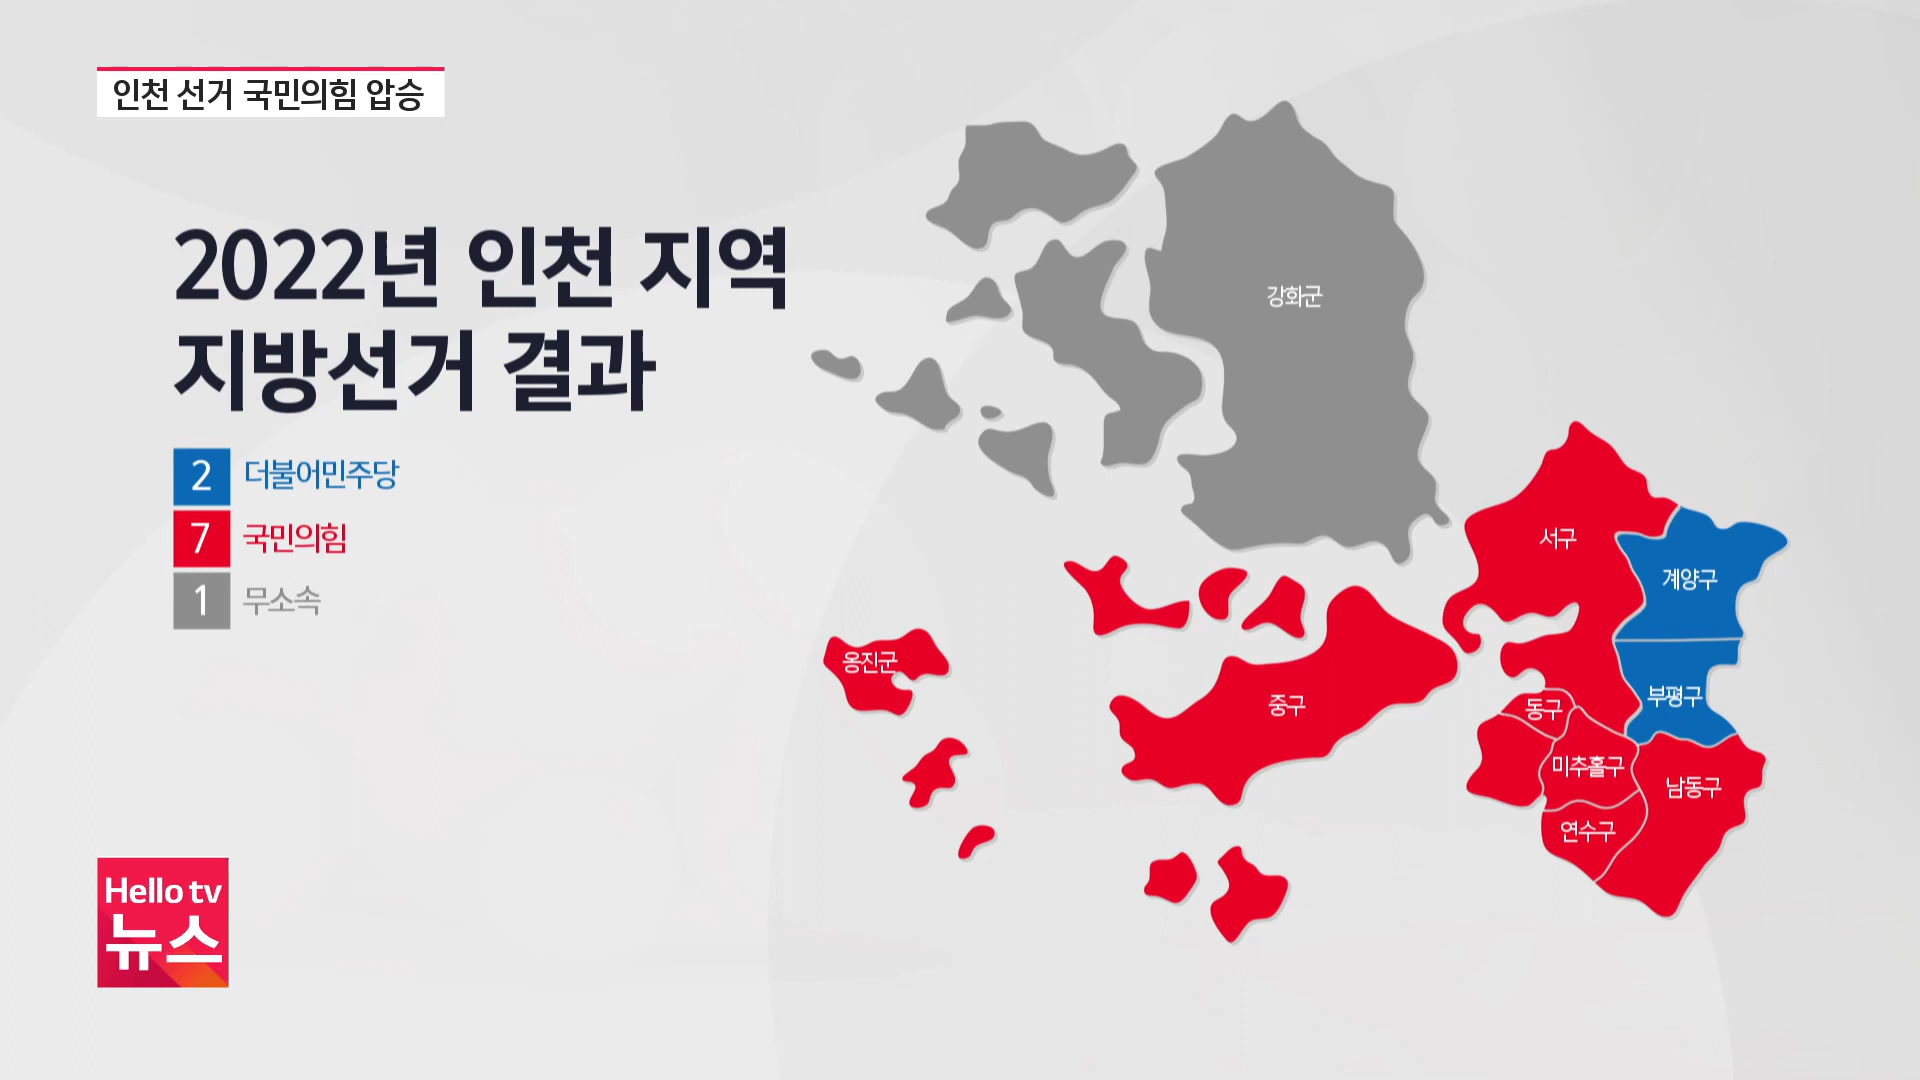 인천 선거 국민의힘 압승
2022년 인천 지역
지방선거 결과
2 더불어민주당
7 국민의힘
1 무소속
강화군
서구
계양구
옹진군
중구
부평구
동구
미추홀구
남동구
연수구
Hello tv
뉴스